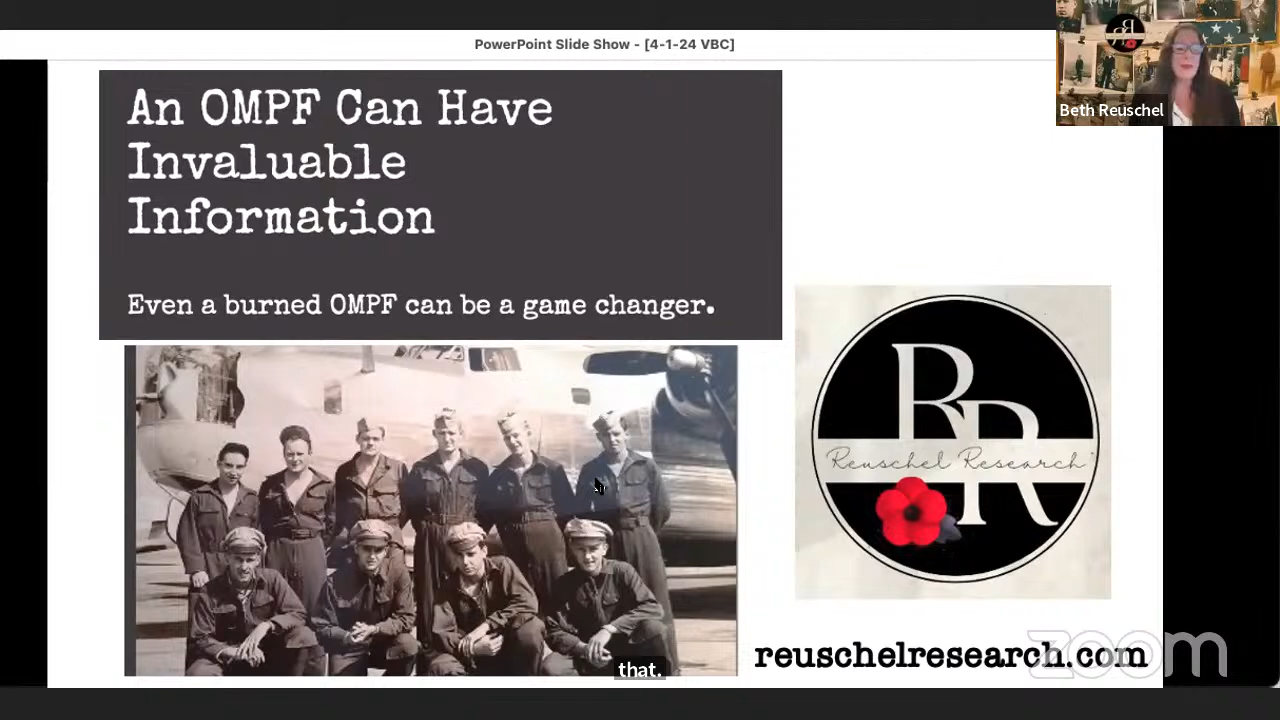 PowerPoint Slide Show - [4-1-24 VBC]
Beth Reuschel
An OMPF Can Have
Invaluable
Information
Even a burned OMPF can be a game changer.
RR
Reuschel Research
reuschelresearch.com
zoom
that.